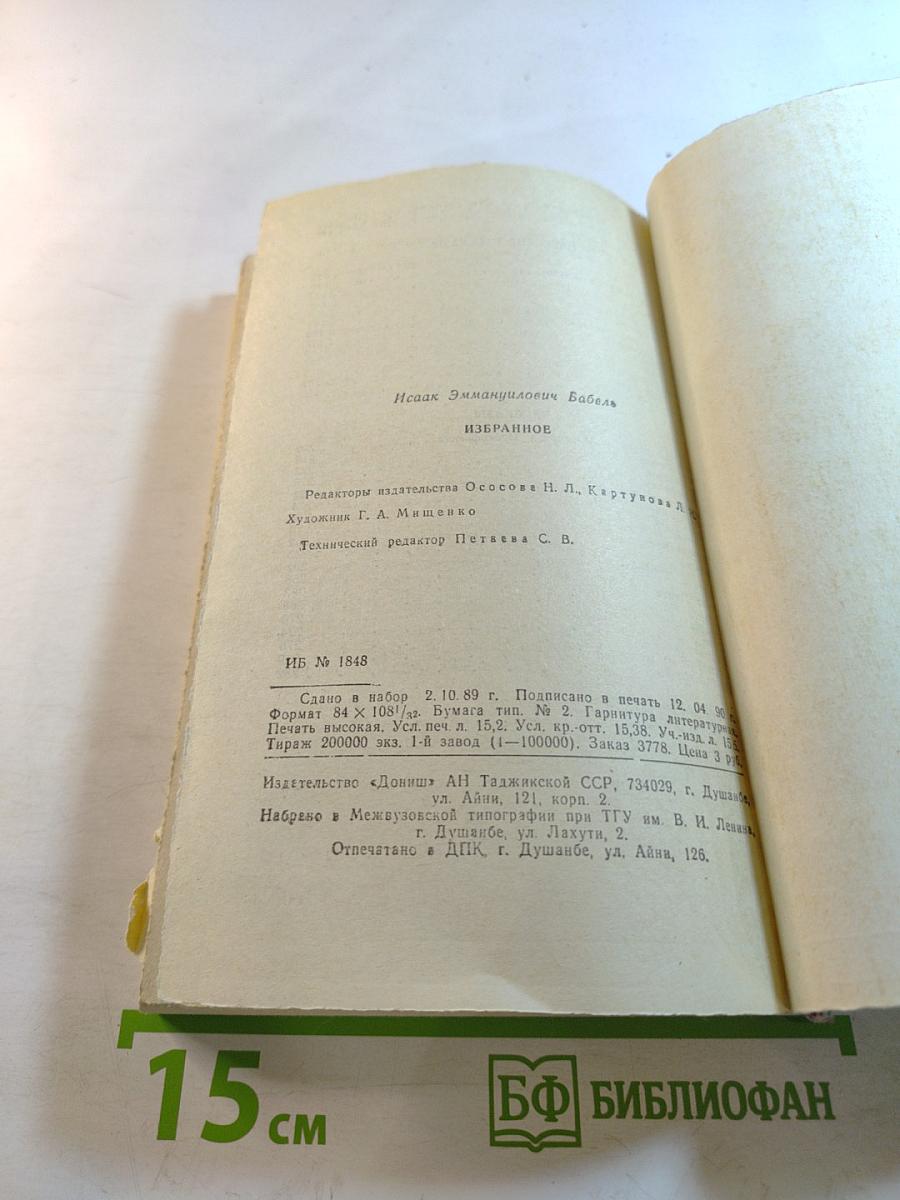 Исаак Эммануилович Бабель
ИЗБРАННОЕ
Редакторы издательства Ососова Н. Л., Картунова Л.
Художник Г. А. Мищенко
Технический редактор Петвева С. В.
ИБ № 1848
Сдано в набор 2.10.89 г. Подписано в печать 12.04.90 г.
Формат 84×108¹/₃₂. Бумага тип. № 2. Гарнитура литературная.
Печать высокая. Усл. печ. л. 15,2. Усл. кр.-отт. 15,38. Уч.-изд. л.
Тираж 200000 экз. 1-й завод (1—100000). Заказ 3778. Цена 3 руб.
Издательство «Дониш» АН Таджикской ССР, 734029, г. Душанбе,
ул. Айни, 121, корп. 2.
Набрано в Межвузовской типографии при ТГУ им. В. И. Ленина.
г. Душанбе, ул. Лахути, 2.
Отпечатано в ДПК, г. Душанбе, ул. Айни, 126.
15 см
БФ БИБЛИОФАН